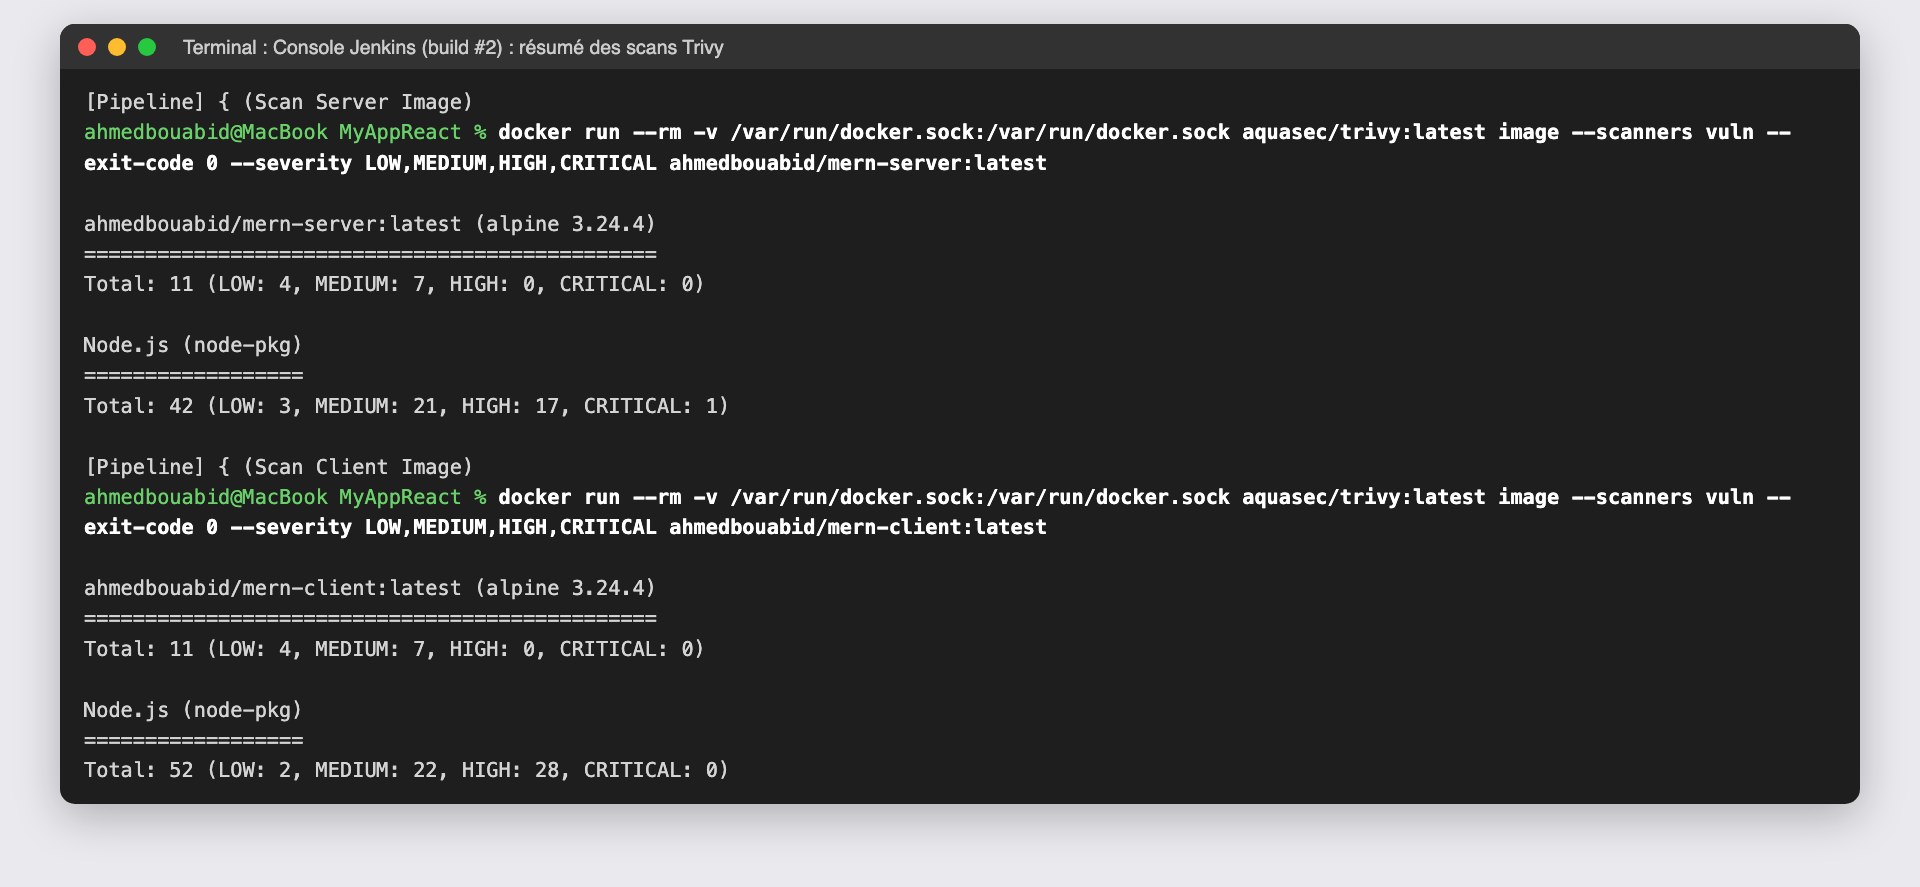 Terminal : Console Jenkins (build #2) : résumé des scans Trivy
[Pipeline] { (Scan Server Image)
ahmedbouabid@MacBook MyAppReact % docker run --rm -v /var/run/docker.sock:/var/run/docker.sock aquasec/trivy:latest image --scanners vuln --
exit-code 0 --severity LOW,MEDIUM,HIGH,CRITICAL ahmedbouabid/mern-server:latest
ahmedbouabid/mern-server:latest (alpine 3.24.4)
===============================================
Total: 11 (LOW: 4, MEDIUM: 7, HIGH: 0, CRITICAL: 0)
Node.js (node-pkg)
==================
Total: 42 (LOW: 3, MEDIUM: 21, HIGH: 17, CRITICAL: 1)
[Pipeline] { (Scan Client Image)
ahmedbouabid@MacBook MyAppReact % docker run --rm -v /var/run/docker.sock:/var/run/docker.sock aquasec/trivy:latest image --scanners vuln --
exit-code 0 --severity LOW,MEDIUM,HIGH,CRITICAL ahmedbouabid/mern-client:latest
ahmedbouabid/mern-client:latest (alpine 3.24.4)
===============================================
Total: 11 (LOW: 4, MEDIUM: 7, HIGH: 0, CRITICAL: 0)
Node.js (node-pkg)
==================
Total: 52 (LOW: 2, MEDIUM: 22, HIGH: 28, CRITICAL: 0)